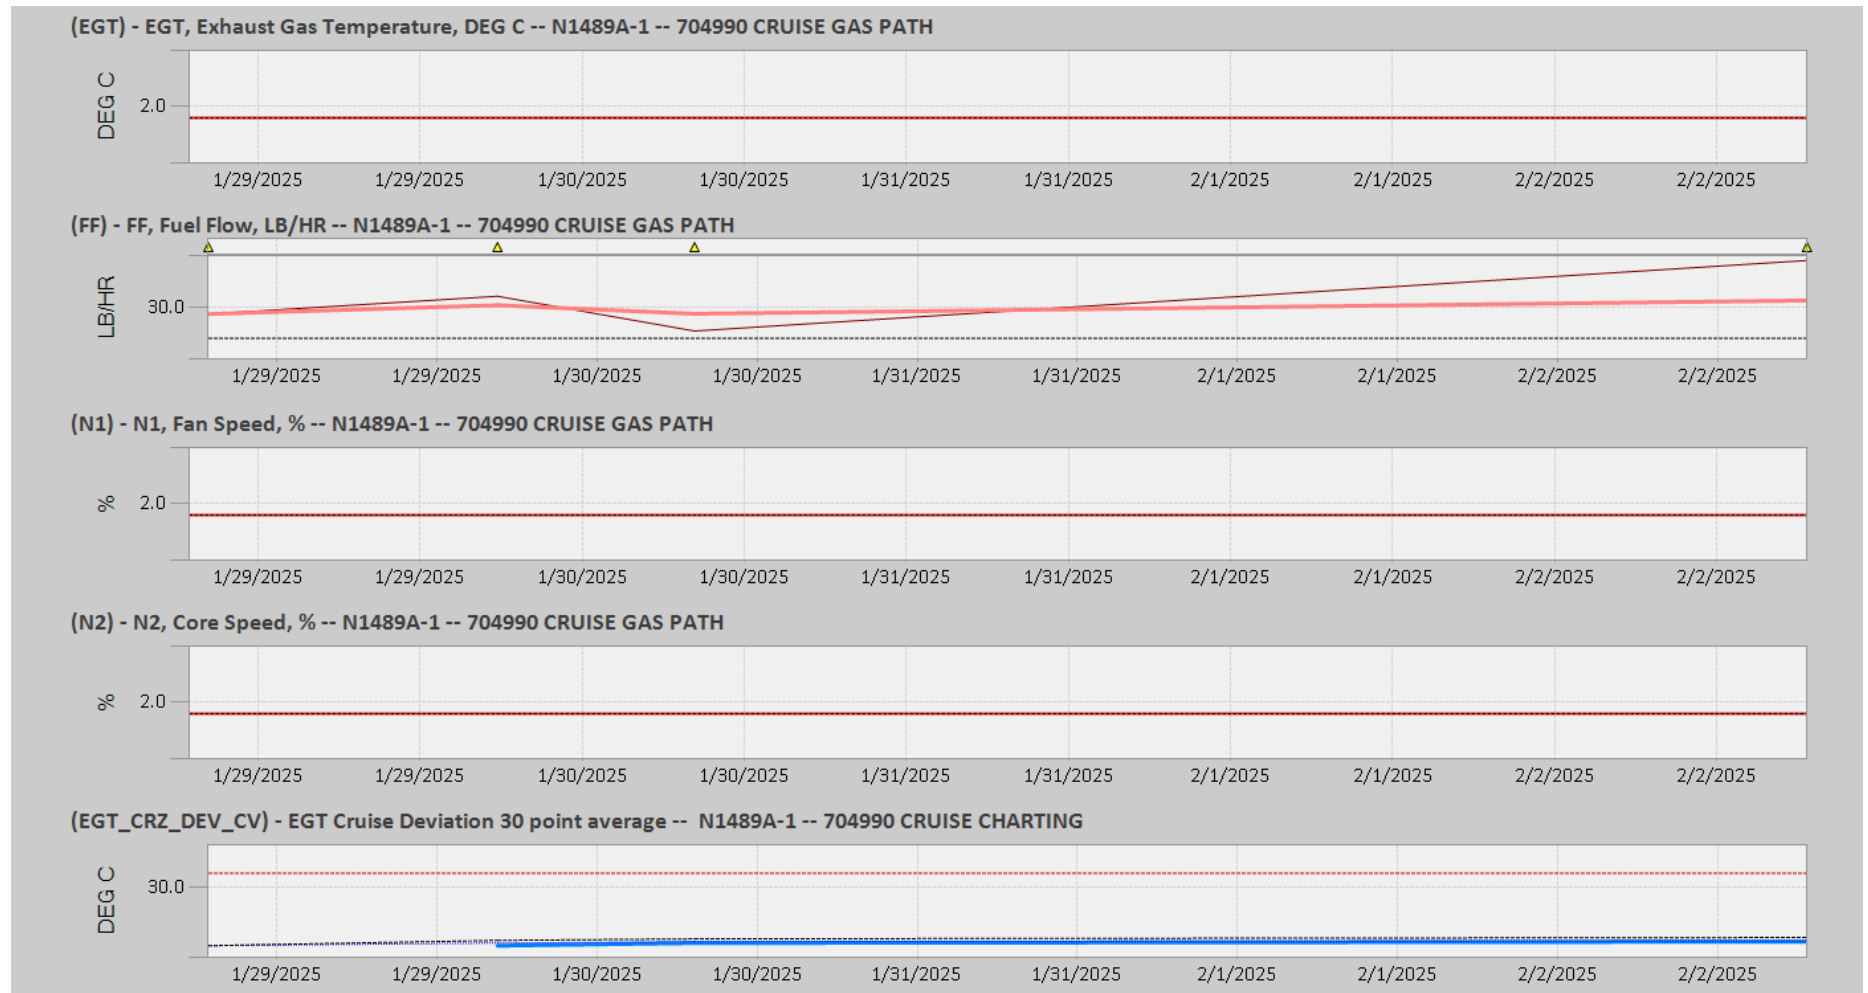 (EGT) - EGT, Exhaust Gas Temperature, DEG C -- N1489A-1 -- 704990 CRUISE GAS PATH
DEG C
2.0
1/29/2025 1/29/2025 1/30/2025 1/30/2025 1/31/2025 1/31/2025 2/1/2025 2/1/2025 2/2/2025 2/2/2025
(FF) - FF, Fuel Flow, LB/HR -- N1489A-1 -- 704990 CRUISE GAS PATH
LB/HR
30.0
1/29/2025 1/29/2025 1/30/2025 1/30/2025 1/31/2025 1/31/2025 2/1/2025 2/1/2025 2/2/2025 2/2/2025
(N1) - N1, Fan Speed, % -- N1489A-1 -- 704990 CRUISE GAS PATH
%
2.0
1/29/2025 1/29/2025 1/30/2025 1/30/2025 1/31/2025 1/31/2025 2/1/2025 2/1/2025 2/2/2025 2/2/2025
(N2) - N2, Core Speed, % -- N1489A-1 -- 704990 CRUISE GAS PATH
%
2.0
1/29/2025 1/29/2025 1/30/2025 1/30/2025 1/31/2025 1/31/2025 2/1/2025 2/1/2025 2/2/2025 2/2/2025
(EGT_CRZ_DEV_CV) - EGT Cruise Deviation 30 point average -- N1489A-1 -- 704990 CRUISE CHARTING
DEG C
30.0
1/29/2025 1/29/2025 1/30/2025 1/30/2025 1/31/2025 1/31/2025 2/1/2025 2/1/2025 2/2/2025 2/2/2025